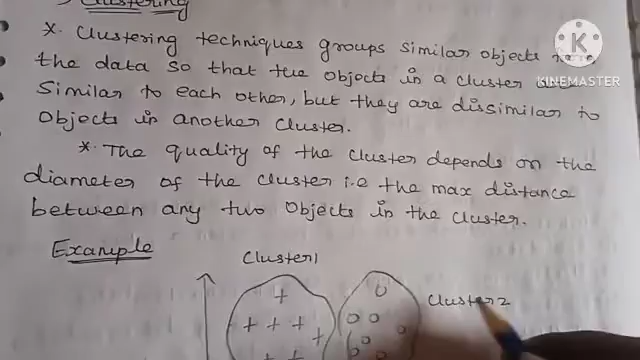 Clustering
* Clustering techniques groups similar objects
the data so that the objects in a cluster are
Similar to each other, but they are dissimilar to
objects in another cluster.
* The quality of the cluster depends on the
diameter of the cluster i.e the max distance
between any two objects in the cluster.
Example
Cluster1
Cluster2
K
KINEMASTER